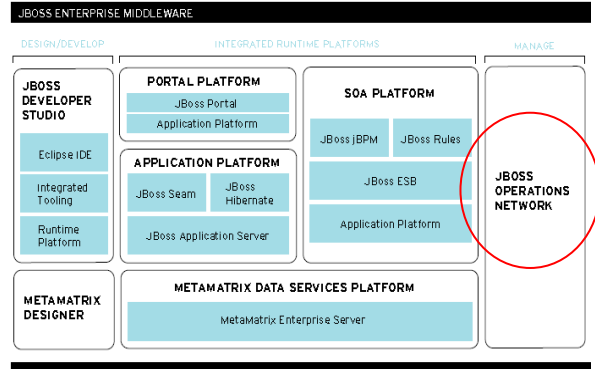 JBOSS ENTERPRISE MIDDLEWARE
DESIGN/DEVELOP
INTEGRATED RUNTIME PLATFORMS
MANAGE
JBOSS
DEVELOPER
STUDIO
Eclipse IDE
Integrated
Tooling
Runtime
Platform
PORTAL PLATFORM
JBoss Portal
Application Platform
APPLICATION PLATFORM
JBoss Seam
JBoss
Hibernate
JBoss Application Server
SOA PLATFORM
JBoss jBPM
JBoss Rules
JBoss ESB
Application Platform
JBOSS
OPERATIONS
NETWORK
METAMATRIX
DESIGNER
METAMATRIX DATA SERVICES PLATFORM
MetaMatrix Enterprise Server